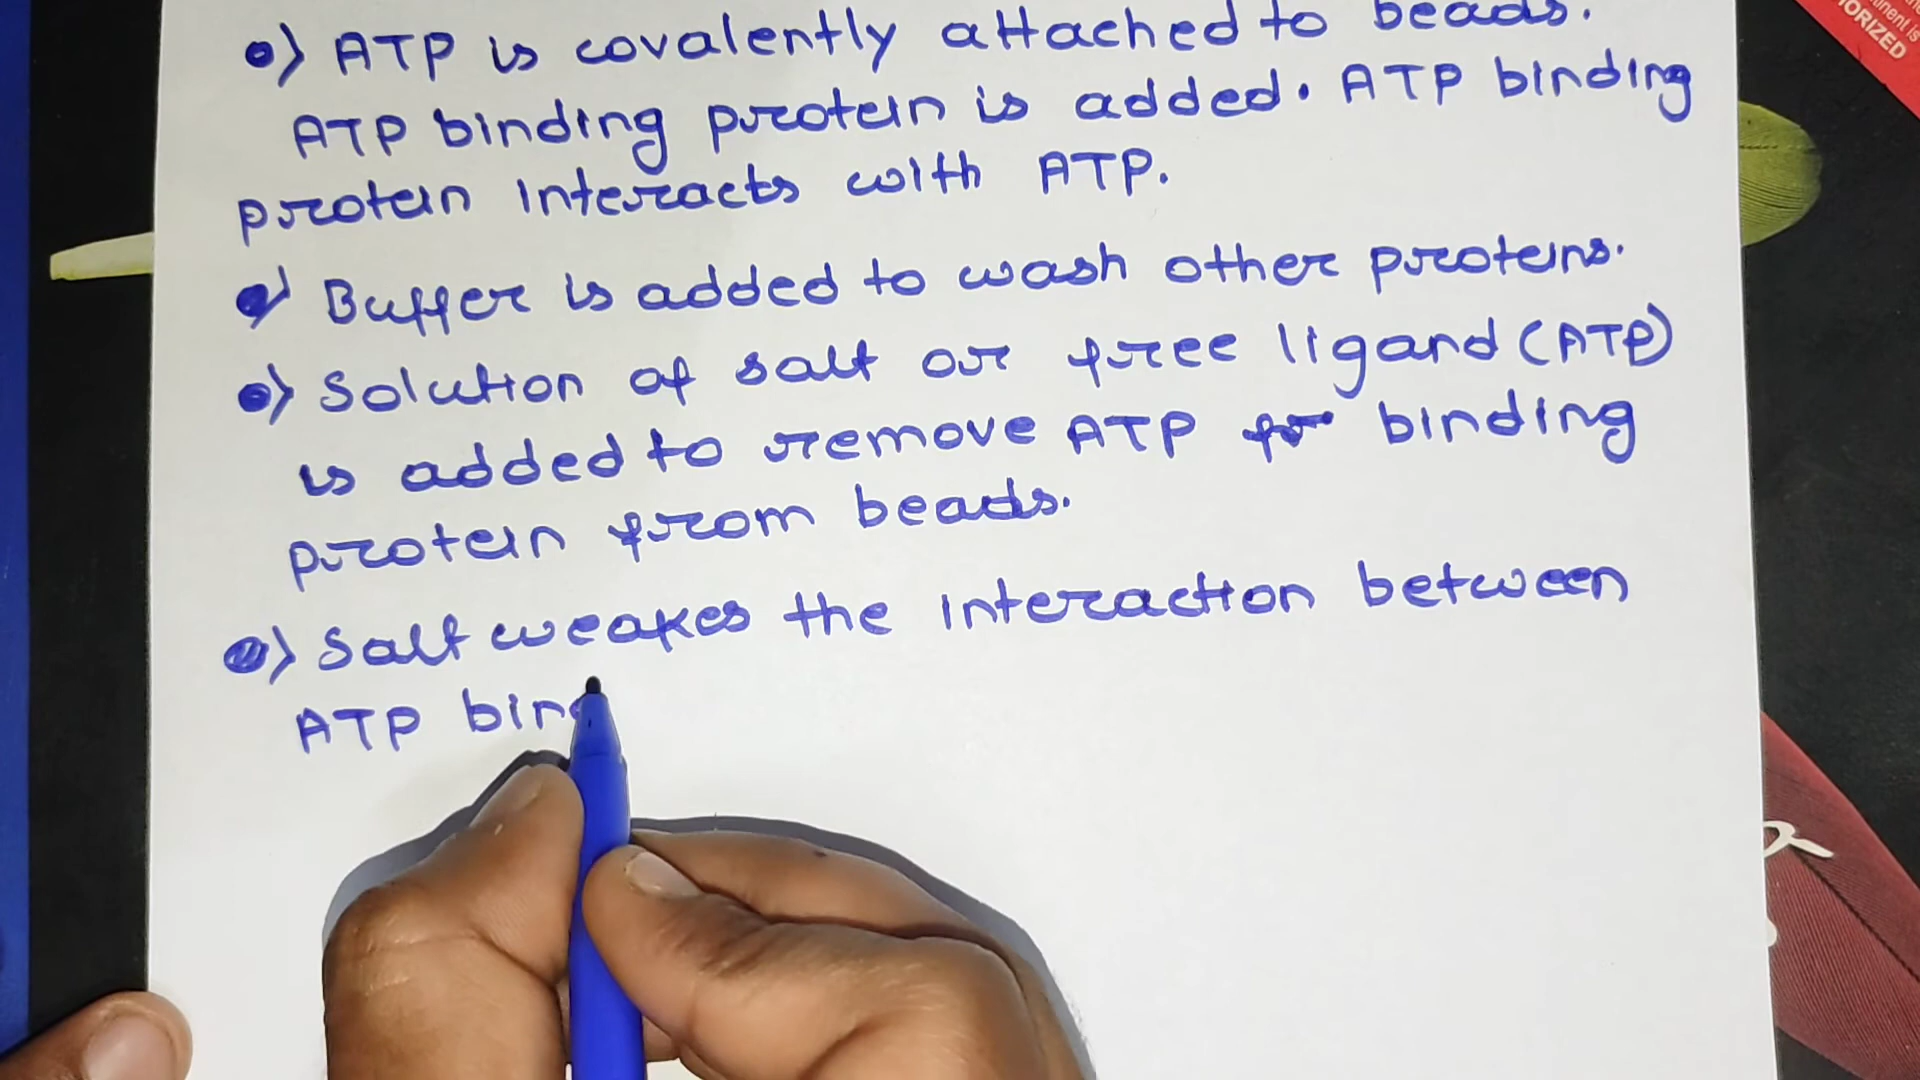 •) ATP is covalently attached to beads.
ATP binding protein is added. ATP binding
protein interacts with ATP.
•) Buffer is added to wash other proteins.
•) Solution of salt or free ligand (ATP)
is added to remove ATP binding
protein from beads.
•) Salt weakes the interaction between
ATP bind
ORIZED